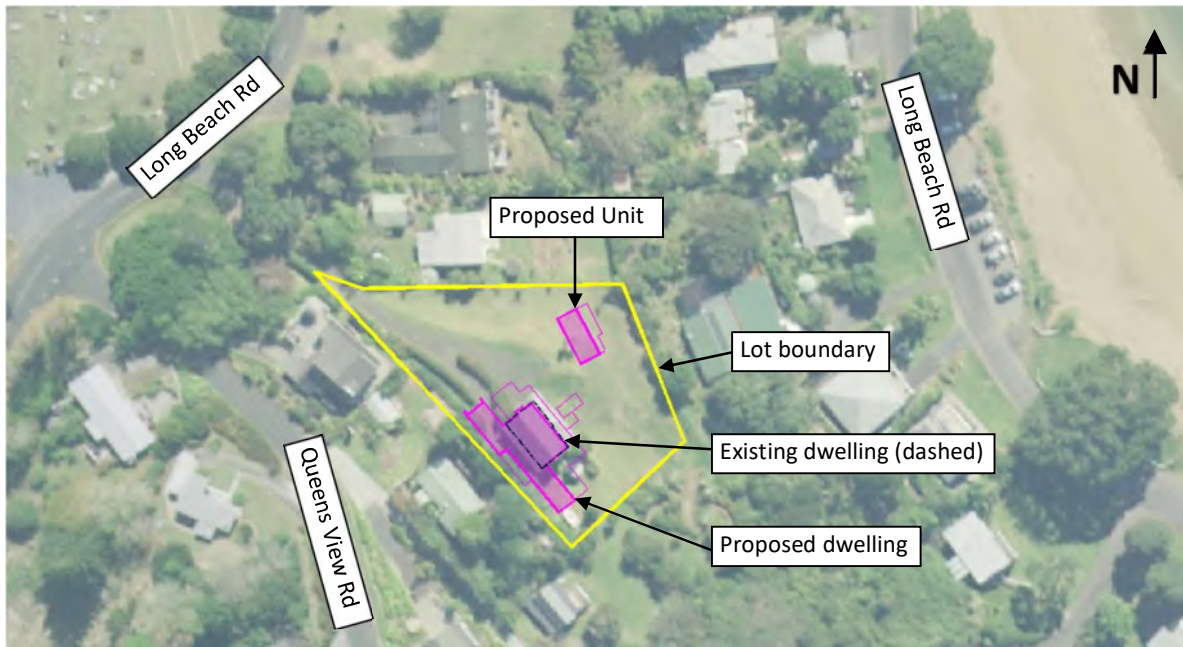 Long Beach Rd
Long Beach Rd
N
Proposed Unit
Lot boundary
Existing dwelling (dashed)
Proposed dwelling
Queens View Rd